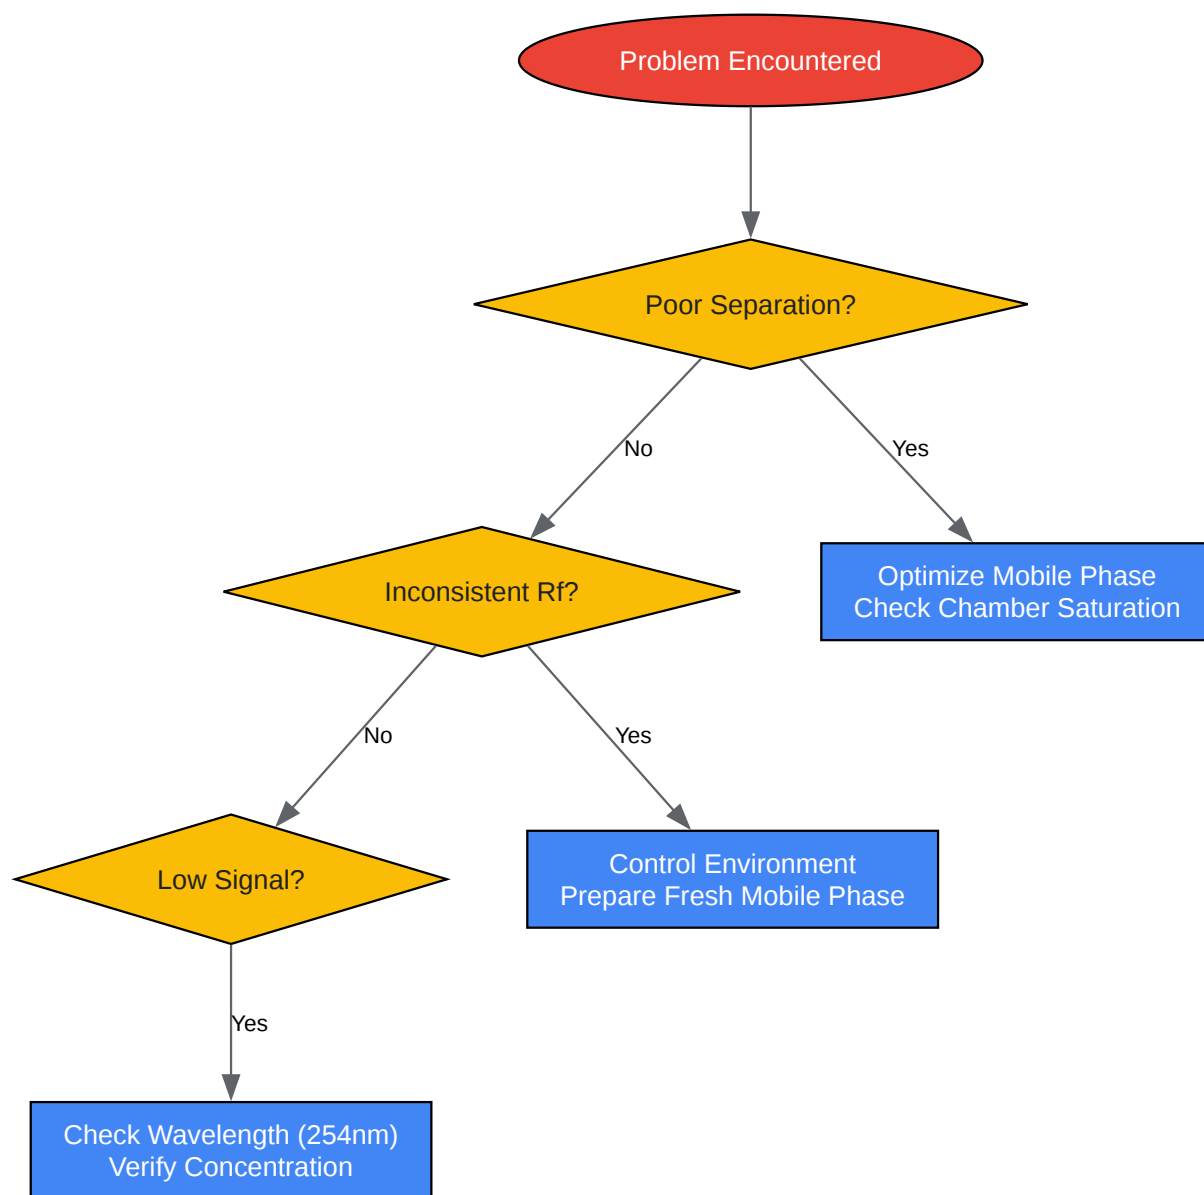 Problem Encountered
Poor Separation?
No
Yes
Inconsistent Rf?
Optimize Mobile Phase
Check Chamber Saturation
No
Yes
Low Signal?
Control Environment
Prepare Fresh Mobile Phase
Yes
Check Wavelength (254nm)
Verify Concentration